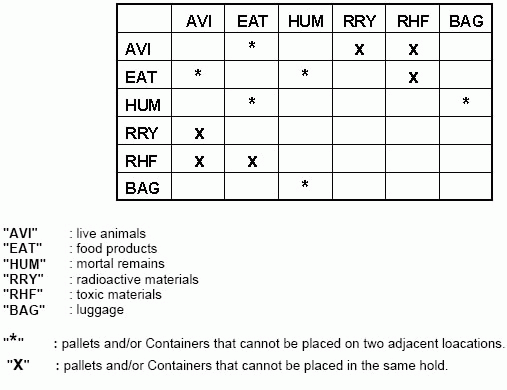 AVI EAT HUM RRY RHF BAG
AVI * X X
EAT * * X
HUM * *
RRY X
RHF X X
BAG *
"AVI" : live animals
"EAT" : food products
"HUM" : mortal remains
"RRY" : radioactive materials
"RHF" : toxic materials
"BAG" : luggage
"*" : pallets and/or Containers that cannot be placed on two adjacent loacations.
"X" : pallets and/or Containers that cannot be placed in the same hold.